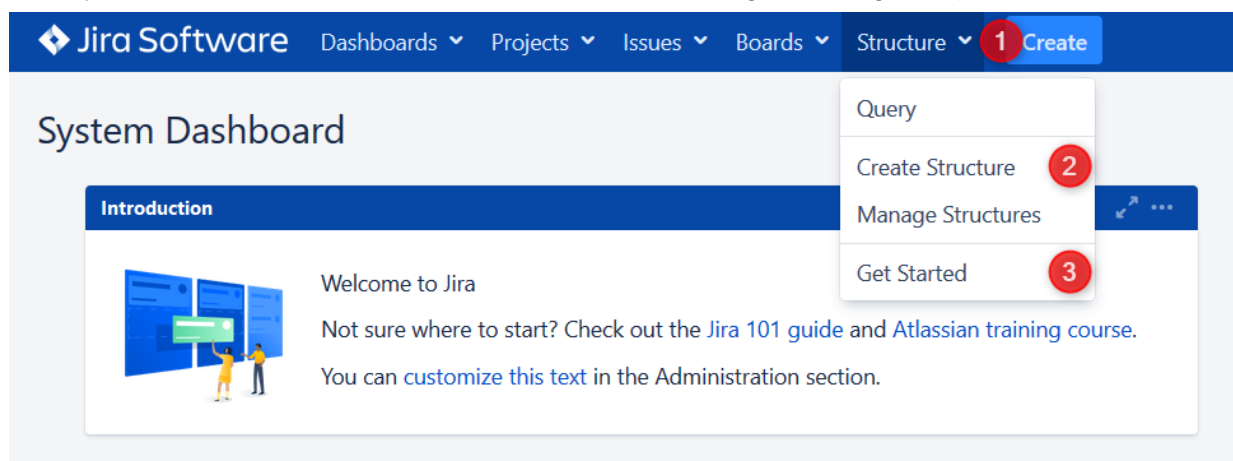 Jira Software Dashboards Projects Issues Boards Structure 1 Create
Query
System Dashboard
Create Structure 2
Introduction
Manage Structures
Get Started 3
Welcome to Jira
Not sure where to start? Check out the Jira 101 guide and Atlassian training course.
You can customize this text in the Administration section.